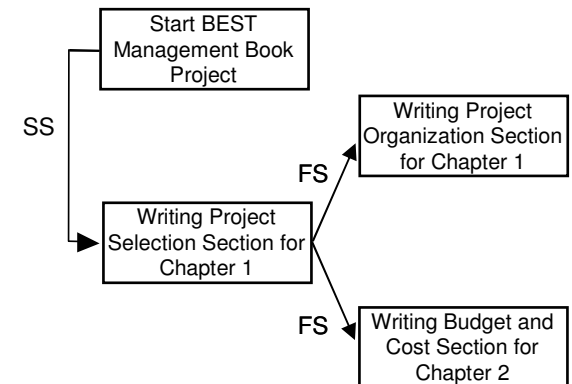 Start BEST
Management Book
Project
SS
Writing Project
Organization Section
for Chapter 1
FS
Writing Project
Selection Section for
Chapter 1
FS
Writing Budget and
Cost Section for
Chapter 2